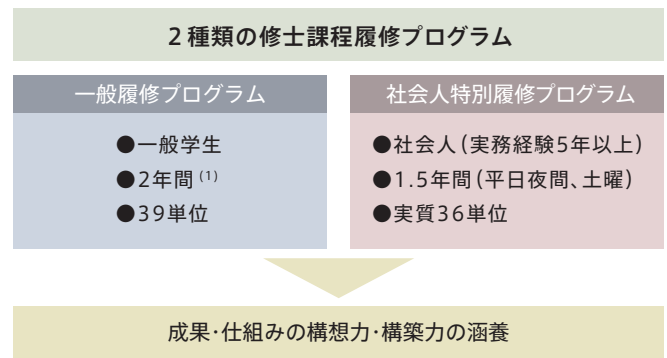 2種類の修士課程履修プログラム
一般履修プログラム
●一般学生
●2年間(1)
●39単位
社会人特別履修プログラム
●社会人(実務経験5年以上)
●1.5年間(平日夜間、土曜)
●実質36単位
成果・仕組みの構想力・構築力の涵養